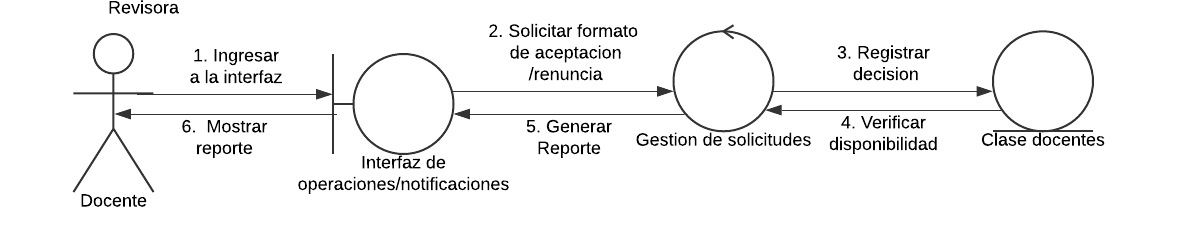 Revisora
1. Ingresar
a la interfaz
2. Solicitar formato
de aceptacion
/renuncia
3. Registrar
decision
6. Mostrar
reporte
5. Generar
Reporte
4. Verificar
disponibilidad
Docente
Interfaz de
operaciones/notificaciones
Gestion de solicitudes
Clase docentes